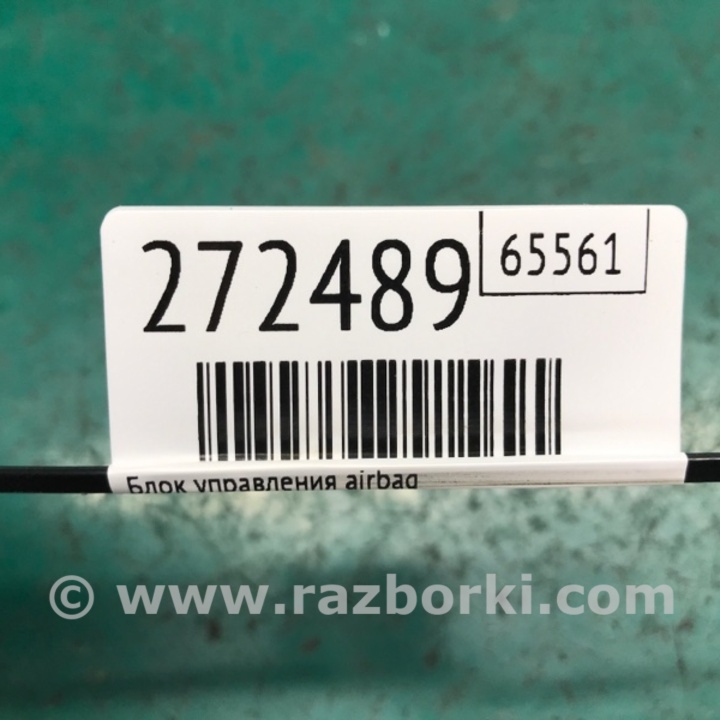 272489
65561
Блок управления airbag
© www.razborki.com